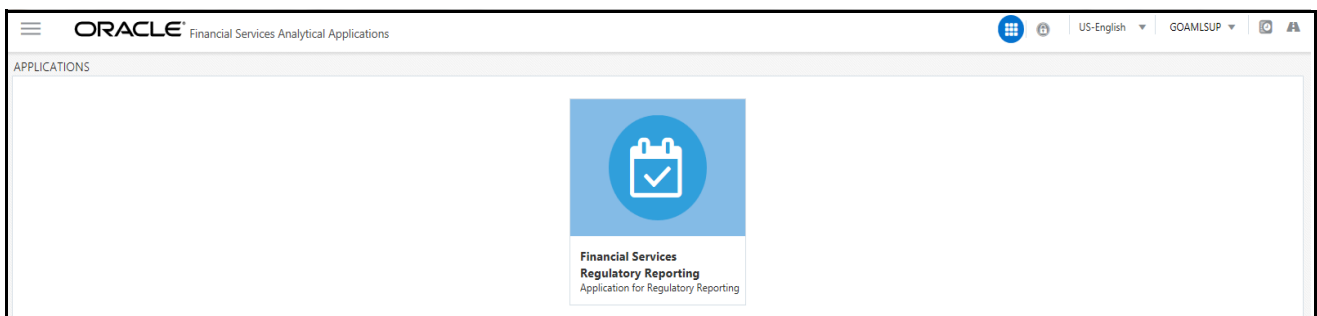 ORACLE® Financial Services Analytical Applications
US-English
GOAMLSUP
APPLICATIONS
Financial Services
Regulatory Reporting
Application for Regulatory Reporting